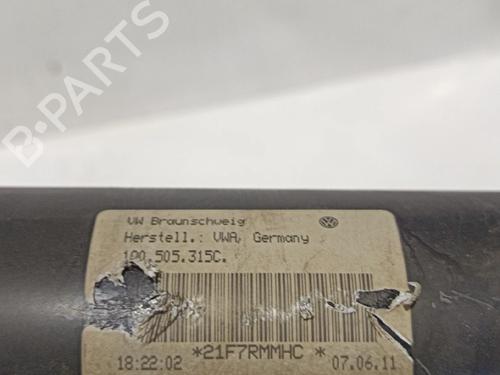 B-PARTS
VW Braunschweig
Herstell.: VWA, Germany
1Q0.505.315C.
*21F7RMMHC *
18:22:02 07.06.11